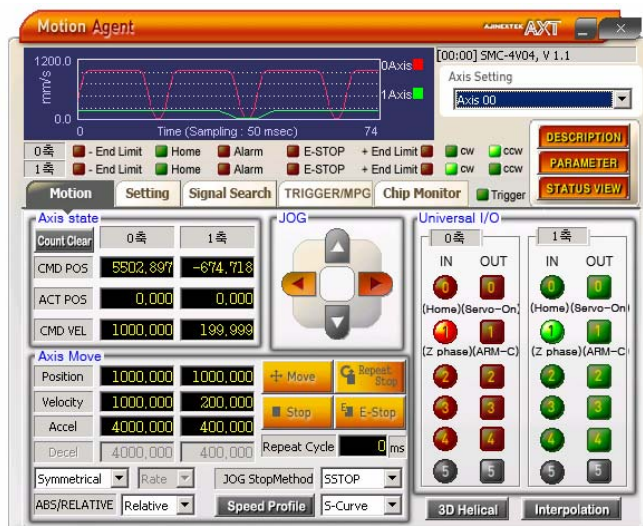 Motion Agent
AJINEXTEK AXT
[00:00] SMC-4V04, V 1.1
1200.0
mm/s
0.0
0 Time (Sampling : 50 msec) 74
0Axis
1Axis
Axis Setting
Axis 00
DESCRIPTION
PARAMETER
STATUS VIEW
0축 - End Limit Home Alarm E-STOP + End Limit cw ccw
1축 - End Limit Home Alarm E-STOP + End Limit cw ccw
Motion Setting Signal Search TRIGGER/MPG Chip Monitor Trigger
Axis state
Count Clear 0축 1축
CMD POS 5502,897 -674,718
ACT POS 0,000 0,000
CMD VEL 1000,000 199,999
JOG
Axis Move
Position 1000,000 1000,000
Velocity 1000,000 200,000
Accel 4000,000 400,000
Decel 4000,000 400,000
Move Repeat Stop
Stop E-Stop
Repeat Cycle 0 ms
Symmetrical Rate JOG StopMethod SSTOP
ABS/RELATIVE Relative Speed Profile S-Curve
Universal I/O
0축 1축
IN OUT IN OUT
0 0 0 0
(Home)(Servo-On) (Home)(Servo-On)
1 1 1 1
(Z phase)(ARM-C) (Z phase)(ARM-C)
2 2 2 2
3 3 3 3
4 4 4 4
5 5 5 5
3D Helical Interpolation